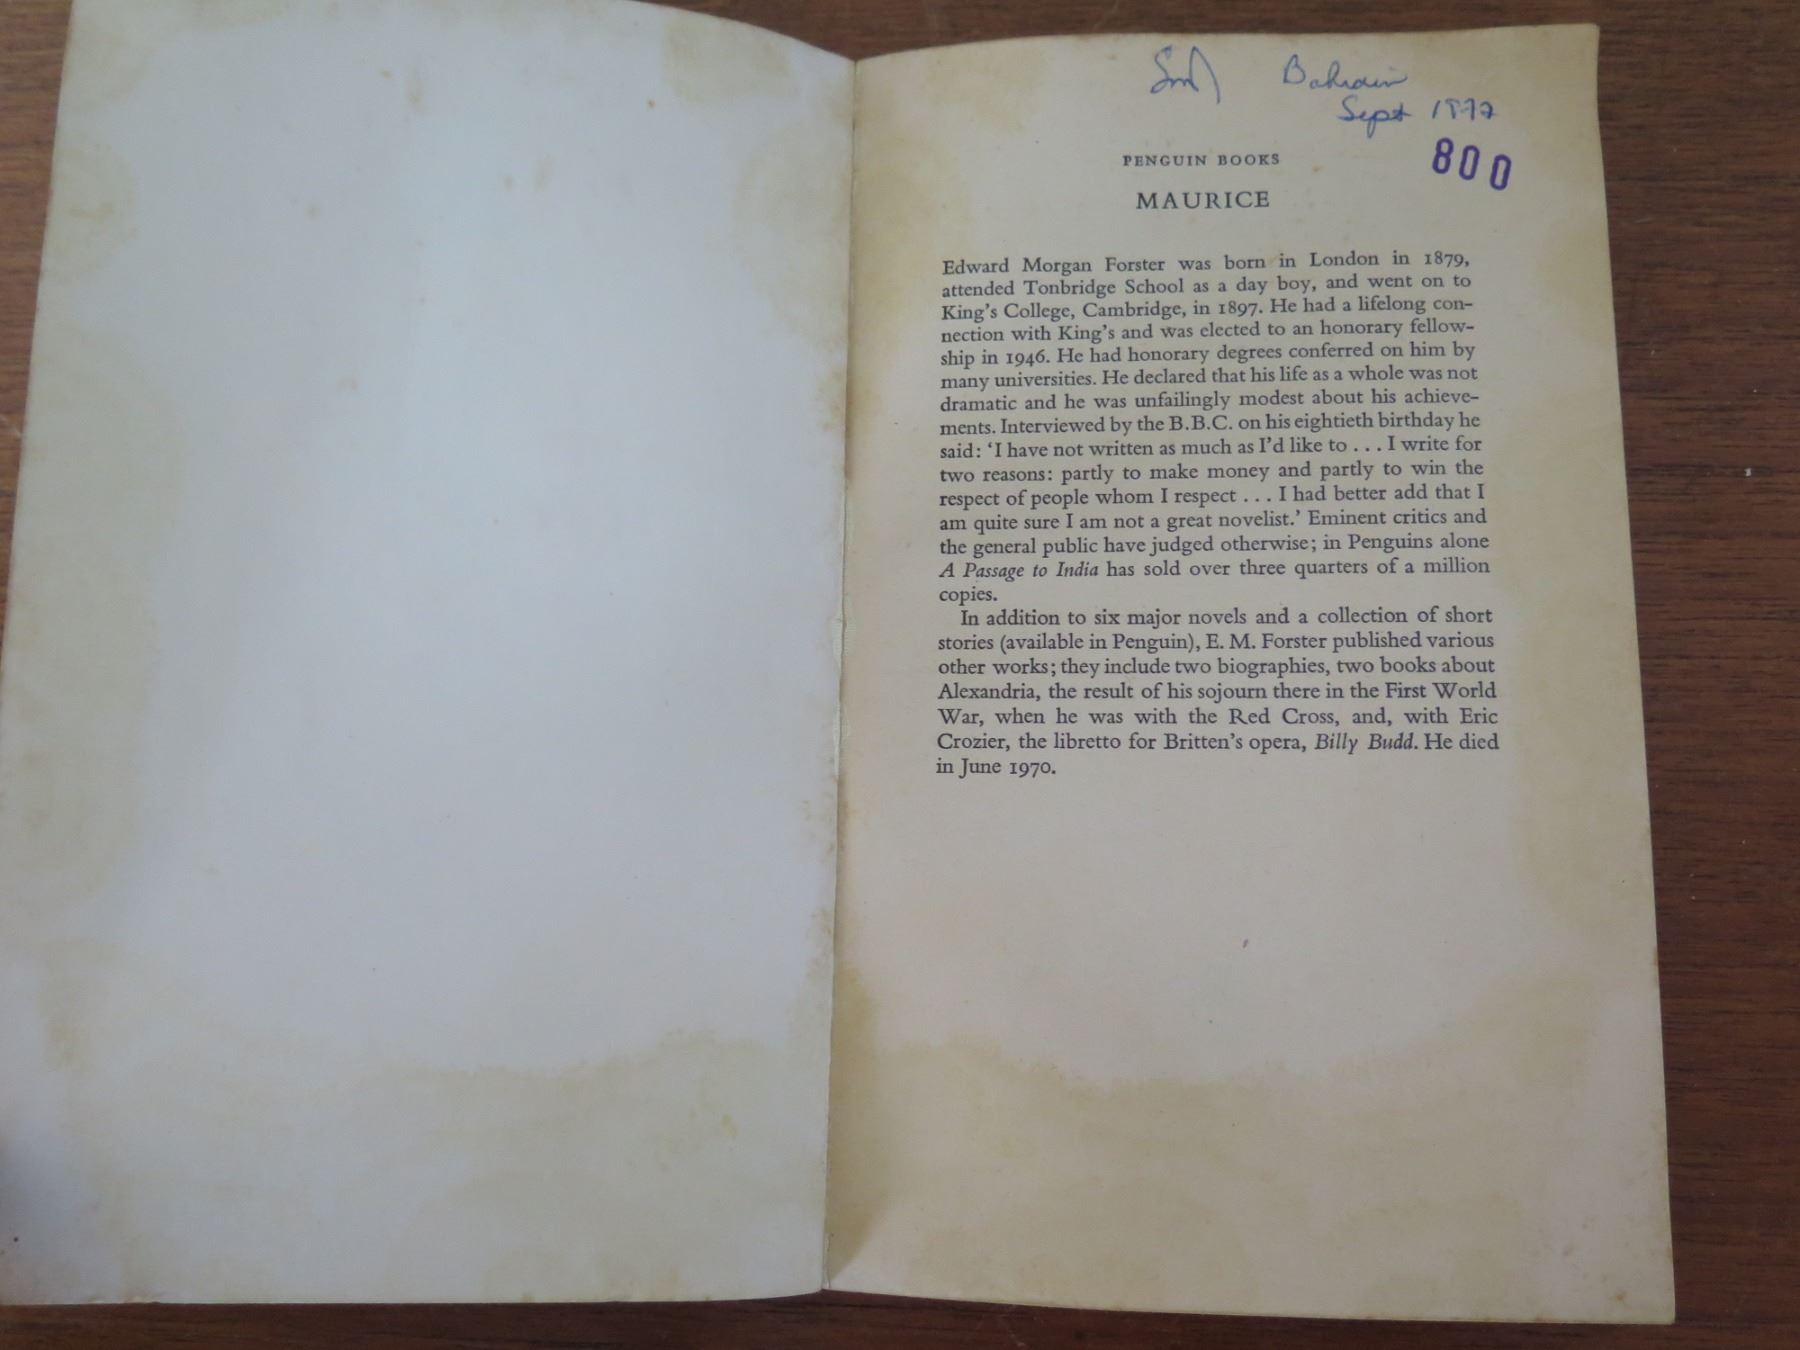 Bahrain
Sept 1977
800
PENGUIN BOOKS
MAURICE
Edward Morgan Forster was born in London in 1879,
attended Tonbridge School as a day boy, and went on to
King's College, Cambridge, in 1897. He had a lifelong con-
nection with King's and was elected to an honorary fellow-
ship in 1946. He had honorary degrees conferred on him by
many universities. He declared that his life as a whole was not
dramatic and he was unfailingly modest about his achieve-
ments. Interviewed by the B.B.C. on his eightieth birthday he
said: 'I have not written as much as I'd like to . . . I write for
two reasons: partly to make money and partly to win the
respect of people whom I respect . . . I had better add that I
am quite sure I am not a great novelist.' Eminent critics and
the general public have judged otherwise; in Penguins alone
A Passage to India has sold over three quarters of a million
copies.
In addition to six major novels and a collection of short
stories (available in Penguin), E. M. Forster published various
other works; they include two biographies, two books about
Alexandria, the result of his sojourn there in the First World
War, when he was with the Red Cross, and, with Eric
Crozier, the libretto for Britten's opera, Billy Budd. He died
in June 1970.